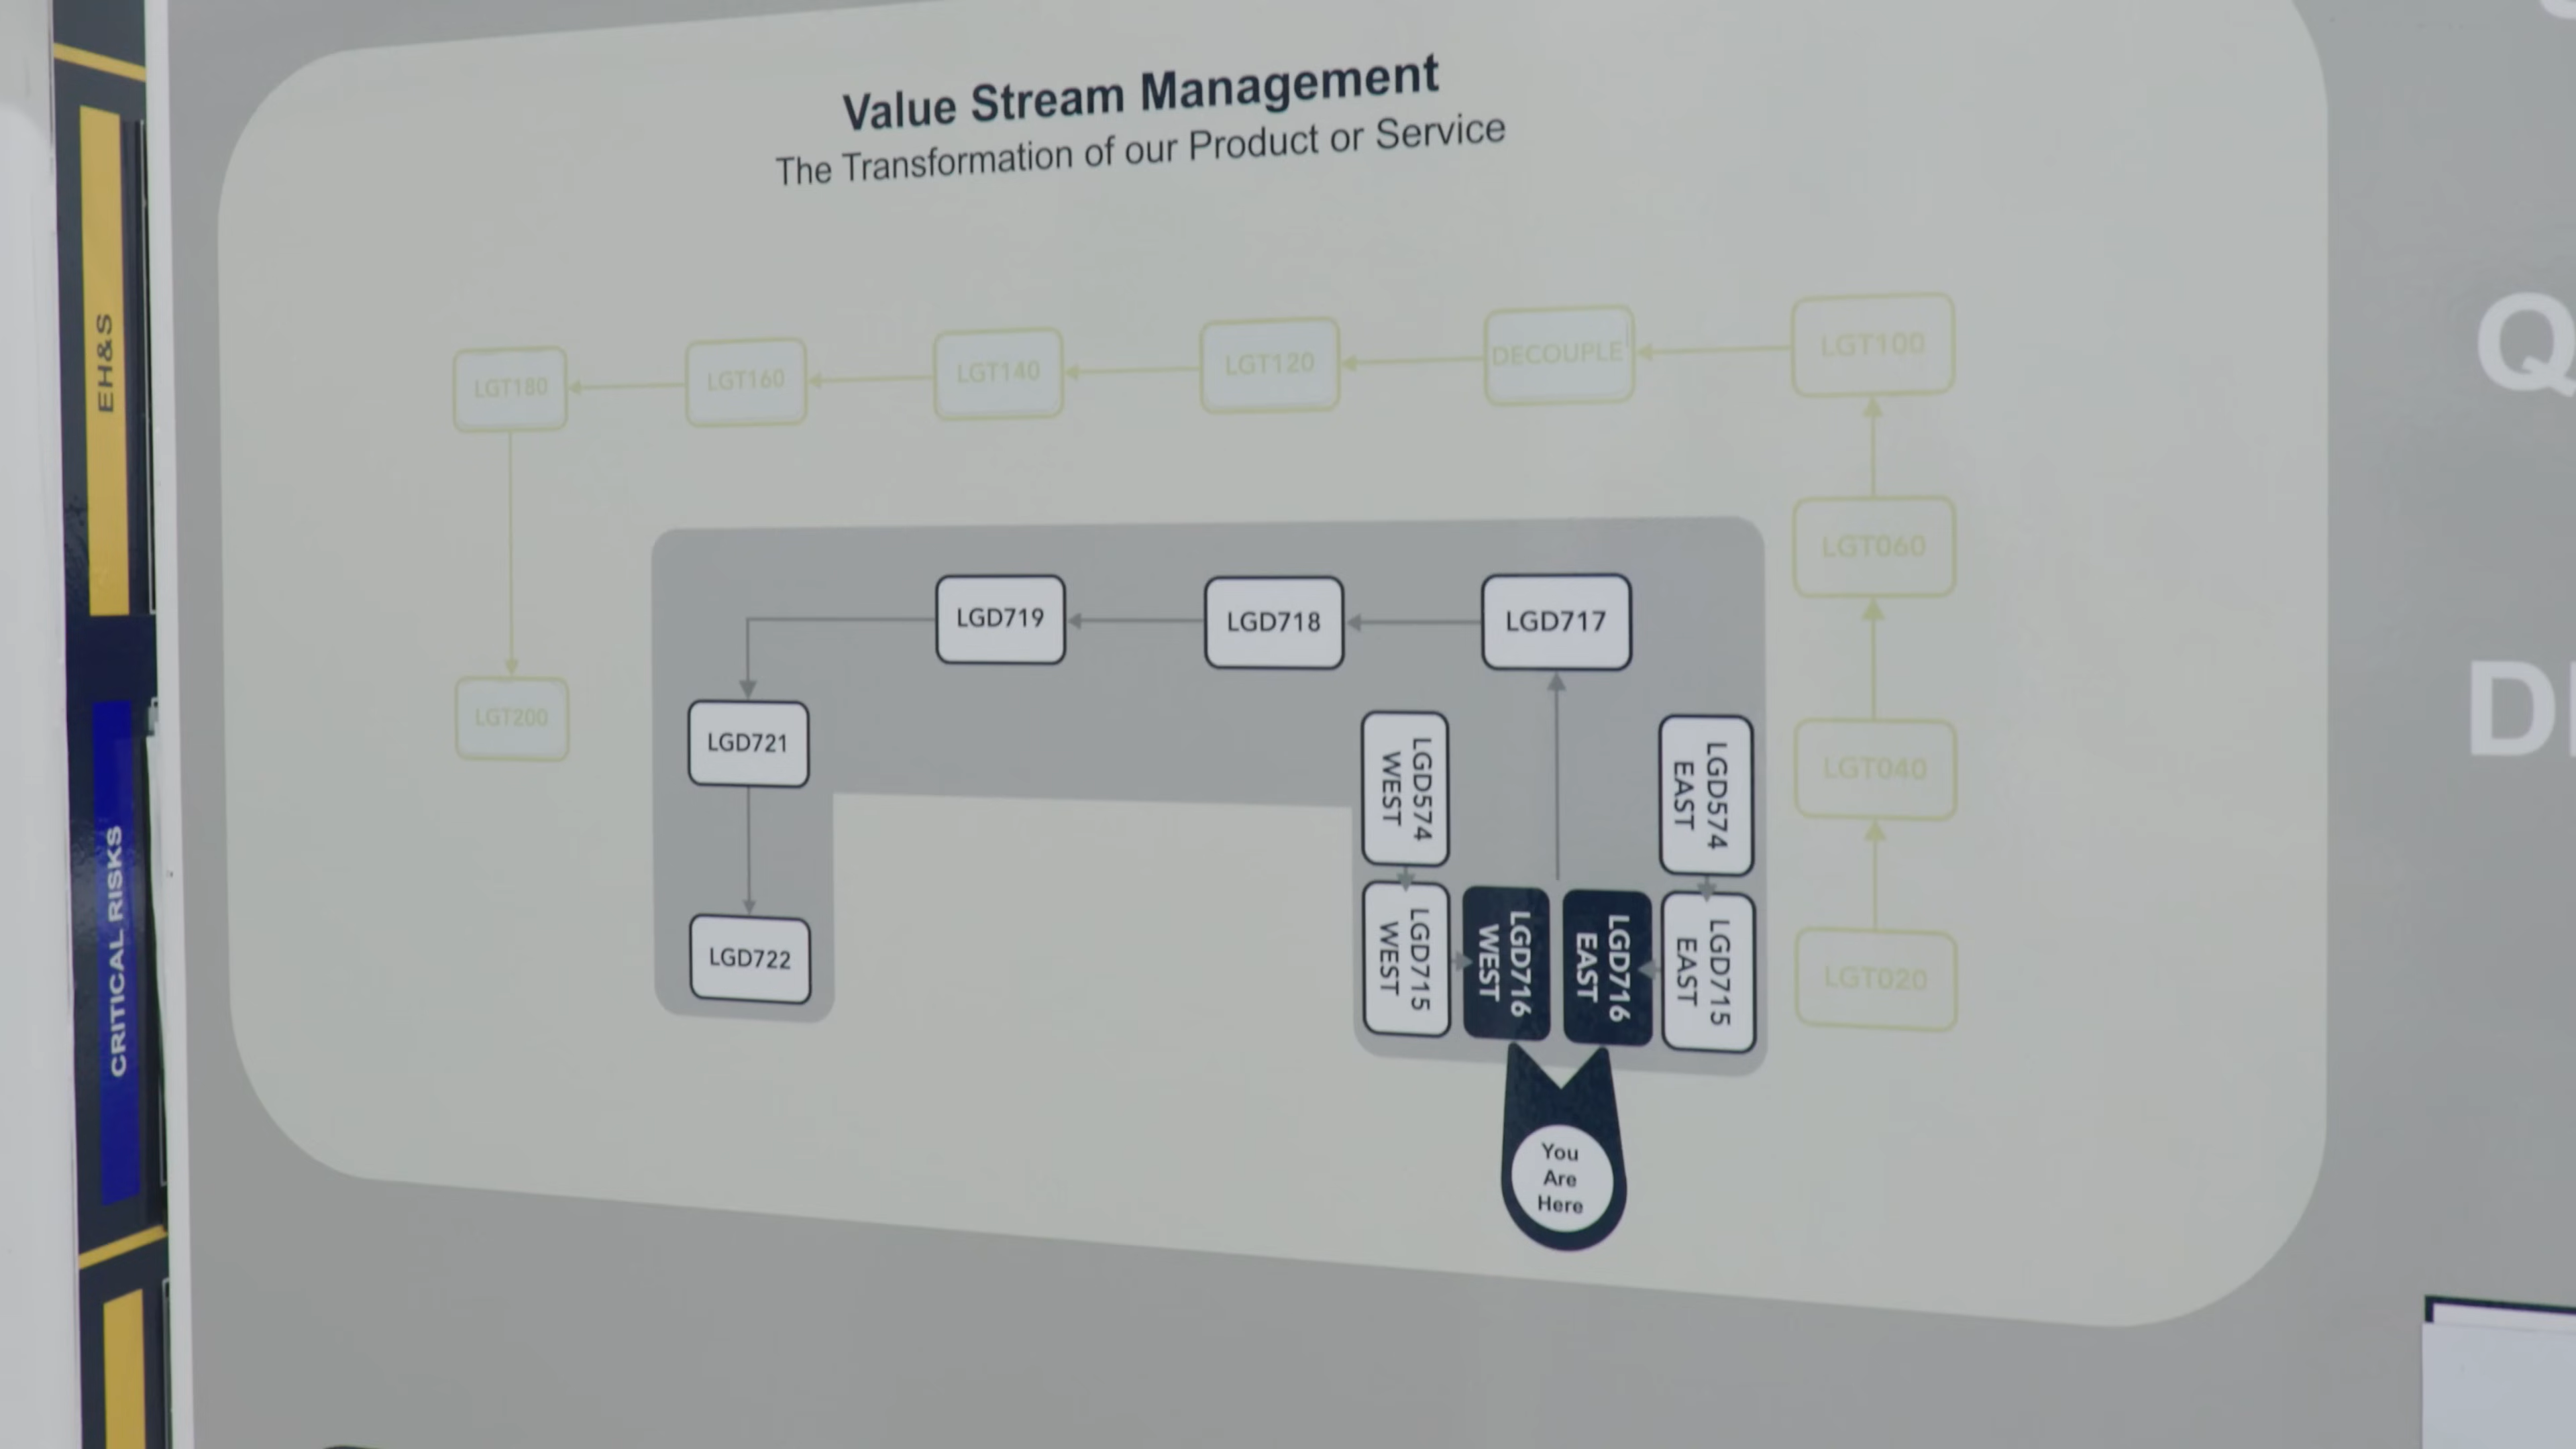 Value Stream Management
The Transformation of our Product or Service
EH&S
CRITICAL RISKS
LGT180
LGT160
LGT140
LGT120
DECOUPLE
LGT100
LGT060
LGT040
LGT020
LGT200
LGD719
LGD718
LGD717
LGD721
LGD722
LGD574
WEST
LGD574
EAST
LGD715
WEST
LGD716
WEST
LGD716
EAST
LGD715
EAST
You
Are
Here
Q